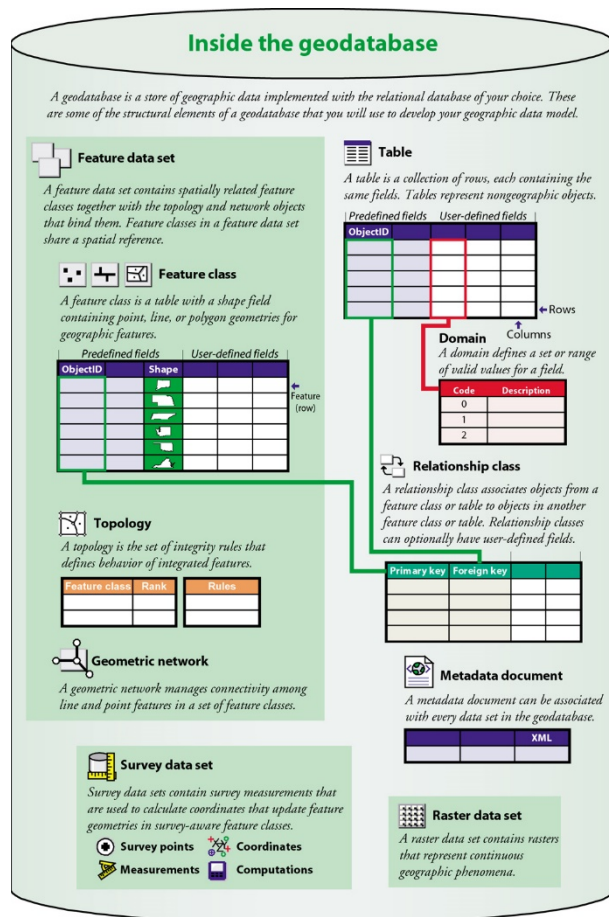 Inside the geodatabase
A geodatabase is a store of geographic data implemented with the relational database of your choice. These
are some of the structural elements of a geodatabase that you will use to develop your geographic data model.
Feature data set
A feature data set contains spatially related feature
classes together with the topology and network objects
that bind them. Feature classes in a feature data set
share a spatial reference.
Feature class
A feature class is a table with a shape field
containing point, line, or polygon geometries for
geographic features.
Predefined fields User-defined fields
ObjectID Shape
Feature
(row)
Topology
A topology is the set of integrity rules that
defines behavior of integrated features.
Feature class Rank Rules
Geometric network
A geometric network manages connectivity among
line and point features in a set of feature classes.
Table
A table is a collection of rows, each containing the
same fields. Tables represent nongeographic objects.
Predefined fields User-defined fields
ObjectID
Rows
Columns
Domain
A domain defines a set or range
of valid values for a field.
Code Description
0
1
2
Relationship class
A relationship class associates objects from a
feature class or table to objects in another
feature class or table. Relationship classes
can optionally have user-defined fields.
Primary key Foreign key
Metadata document
A metadata document can be associated
with every data set in the geodatabase.
XML
Survey data set
Survey data sets contain survey measurements that
are used to calculate coordinates that update feature
geometries in survey-aware feature classes.
Survey points Coordinates
Measurements Computations
Raster data set
A raster data set contains rasters
that represent continuous
geographic phenomena.